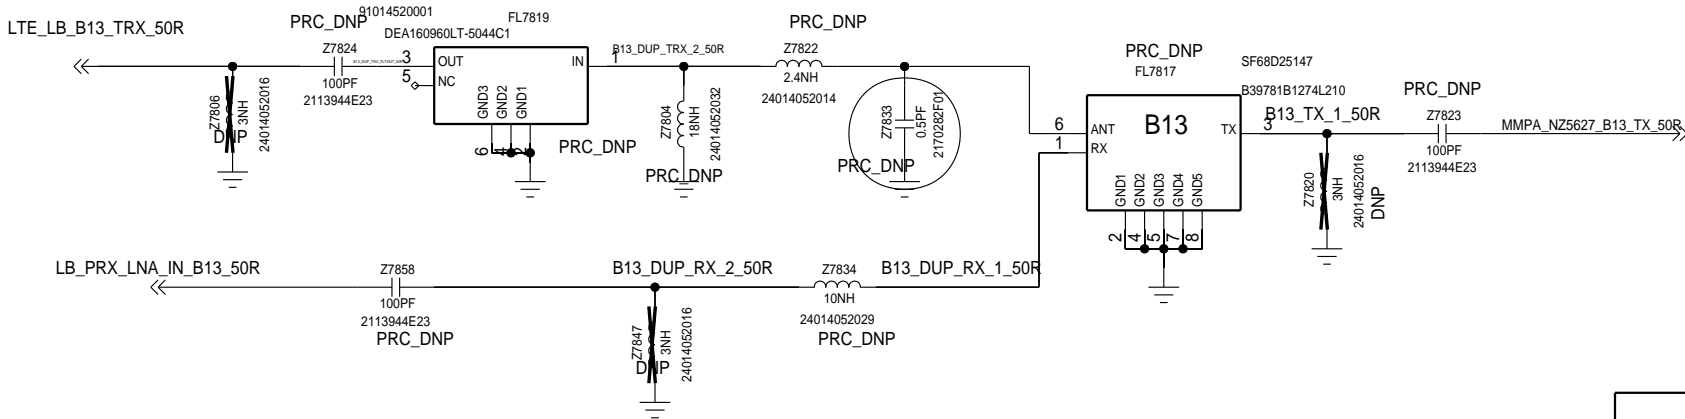 LTE_LB_B13_TRX_50R
PRC_DNP
91014520001
FL7819
DEA160960LT-5044C1
Z7824
100PF
2113944E23
Z7806
3NH
DNP
24014052016
3
OUT
5
NC
IN
1
GND3
GND2
GND1
6
4
2
PRC_DNP
B13_DUP_TRX_2_50R
Z7804
18NH
24014052032
PRC_DNP
PRC_DNP
Z7822
2.4NH
24014052014
Z7833
0.5PF
2170282F01
PRC_DNP
PRC_DNP
FL7817
SF68D25147
B39781B1274L210
6
ANT
1
RX
B13
TX
3
GND1
GND2
GND3
GND4
GND5
2
4
5
7
8
B13_TX_1_50R
Z7820
3NH
24014052016
DNP
PRC_DNP
Z7823
100PF
2113944E23
MMPA_NZ5627_B13_TX_50R
LB_PRX_LNA_IN_B13_50R
Z7858
100PF
2113944E23
PRC_DNP
B13_DUP_RX_2_50R
Z7847
3NH
DNP
24014052016
Z7834
10NH
24014052029
PRC_DNP
B13_DUP_RX_1_50R